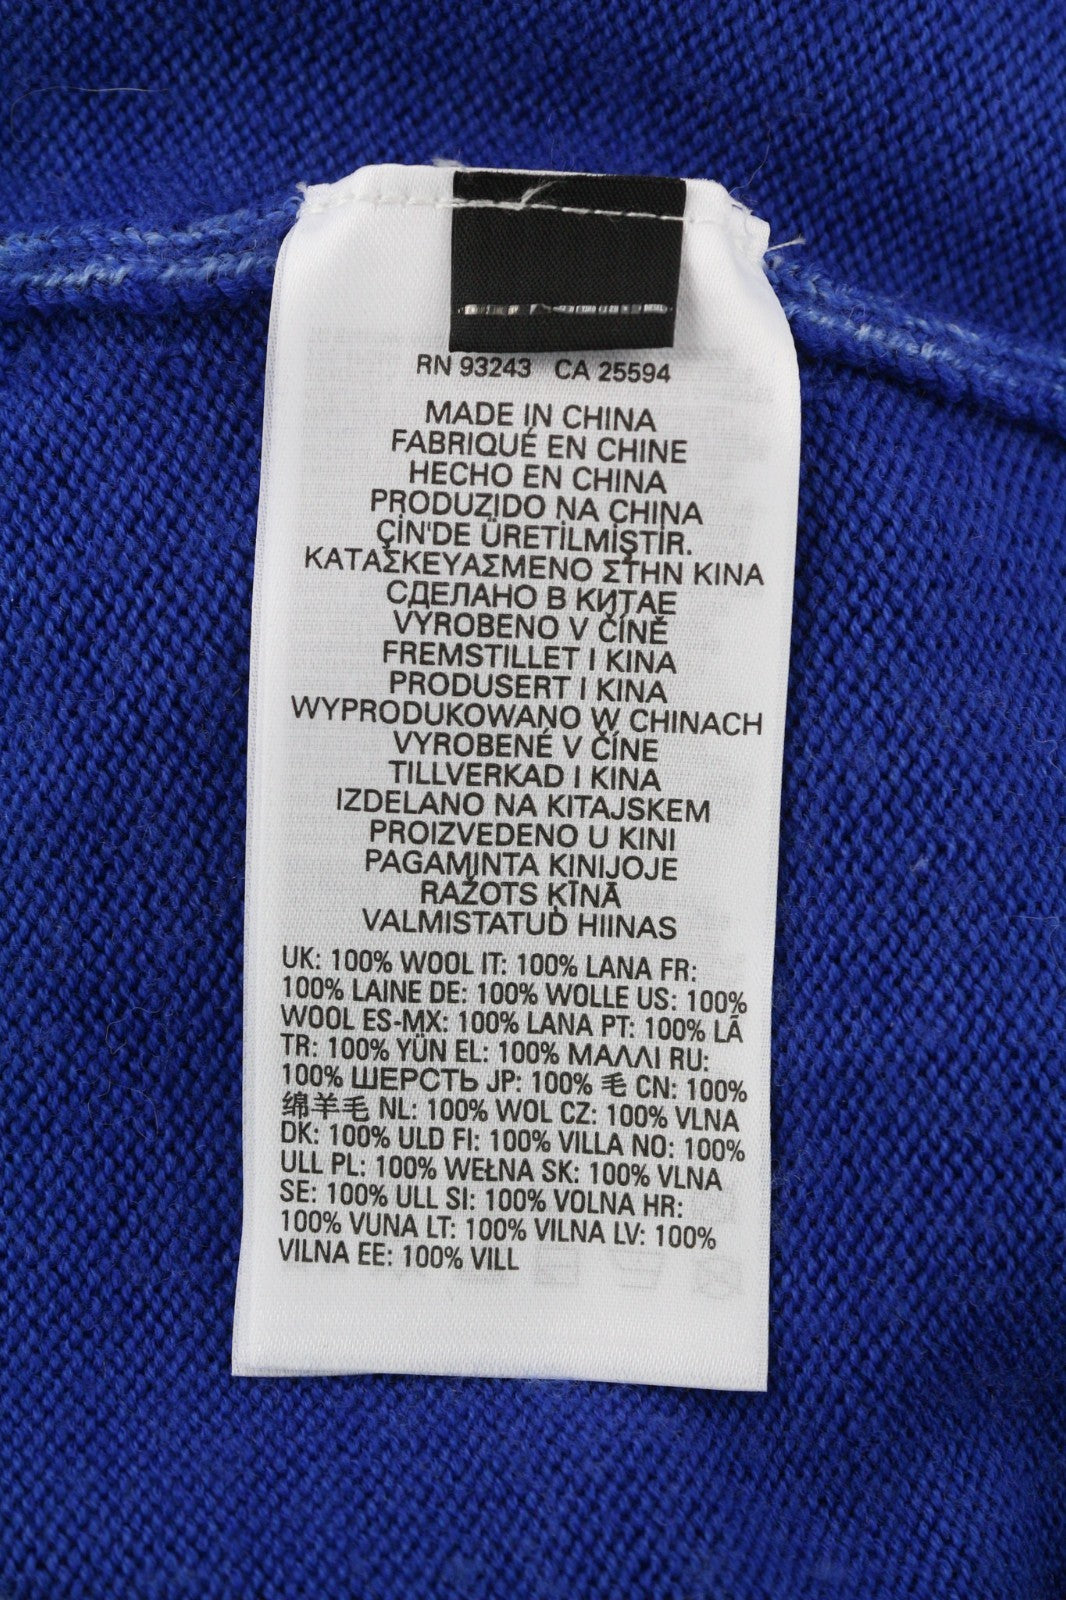 RN 93243 CA 25594
MADE IN CHINA
FABRIQUÉ EN CHINE
HECHO EN CHINA
PRODUZIDO NA CHINA
ÇİN'DE ÜRETİLMİŞTİR.
ΚΑΤΑΣΚΕΥΑΣΜΕΝΟ ΣΤΗΝ ΚΙΝΑ
СДЕЛАНО В КИТАЕ
VYROBENO V ČÍNĚ
FREMSTILLET I KINA
PRODUSERT I KINA
WYPRODUKOWANO W CHINACH
VYROBENÉ V ČÍNE
TILLVERKAD I KINA
IZDELANO NA KITAJSKEM
PROIZVEDENO U KINI
PAGAMINTA KINIJOJE
RAŽOTS ĶĪNĀ
VALMISTATUD HIINAS
UK: 100% WOOL IT: 100% LANA FR:
100% LAINE DE: 100% WOLLE US: 100%
WOOL ES-MX: 100% LANA PT: 100% LÃ
TR: 100% YÜN EL: 100% ΜΑΛΛΙ RU:
100% ШЕРСТЬ JP: 100% 毛 CN: 100%
绵羊毛 NL: 100% WOL CZ: 100% VLNA
DK: 100% ULD FI: 100% VILLA NO: 100%
ULL PL: 100% WEŁNA SK: 100% VLNA
SE: 100% ULL SI: 100% VOLNA HR:
100% VUNA LT: 100% VILNA LV: 100%
VILNA EE: 100% VILL